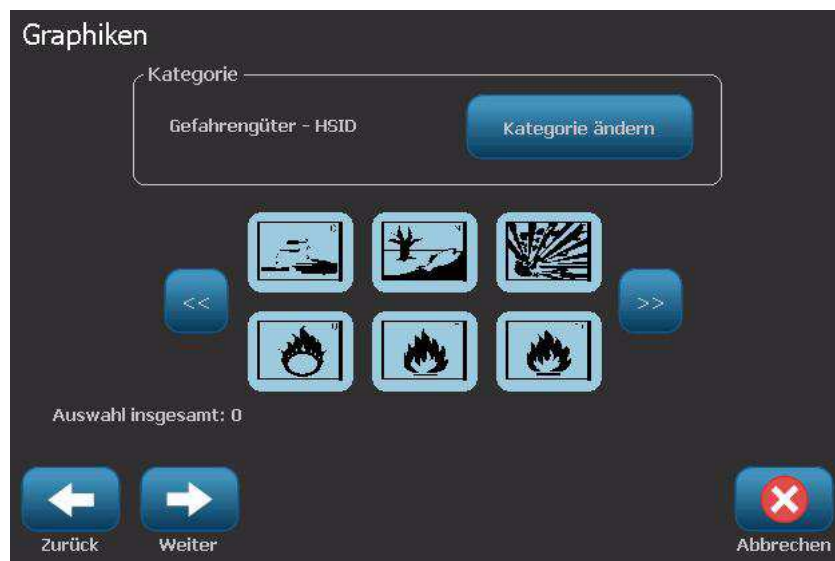 Graphiken
Kategorie
Gefahrengüter - HSID
Kategorie ändern
<<
>>
Auswahl insgesamt: 0
Zurück
Weiter
Abbrechen